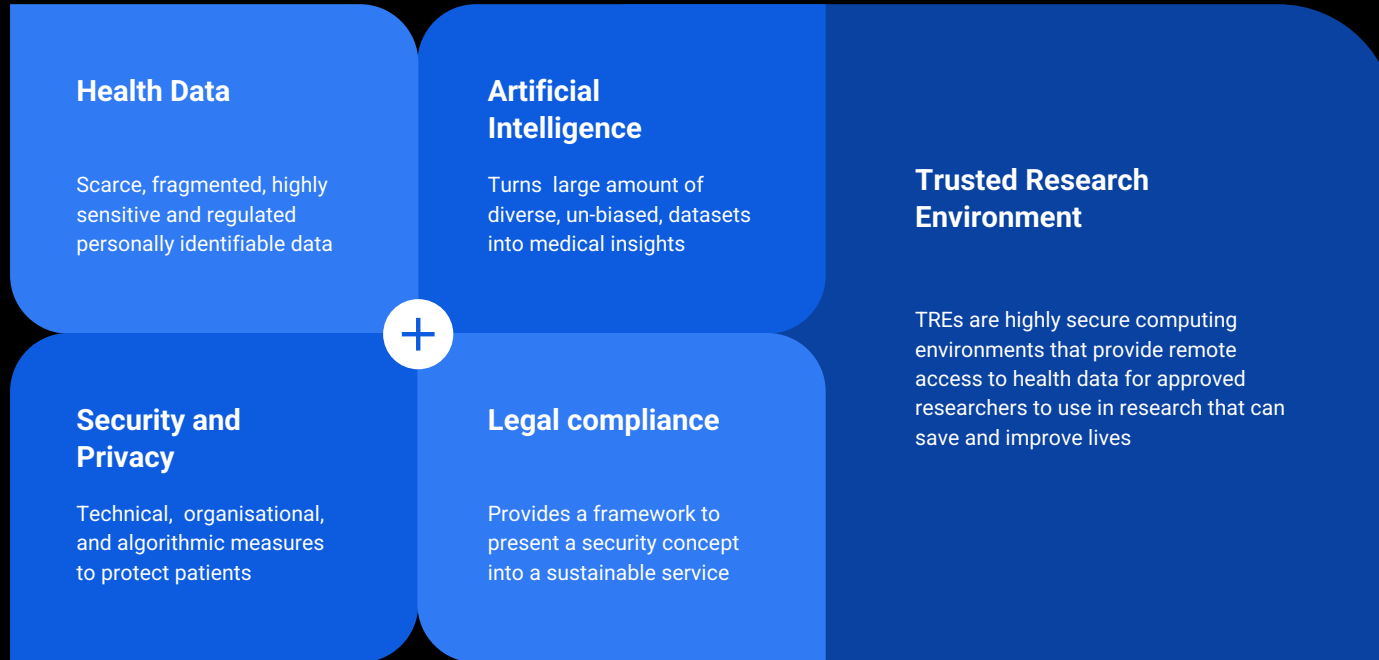 Health Data
Scarce, fragmented, highly
sensitive and regulated
personally identifiable data
Artificial
Intelligence
Turns  large amount of
diverse, un-biased, datasets
into medical insights
Security and
Privacy
Technical,  organisational,
and algorithmic measures
to protect patients
Legal compliance
Provides a framework to
present a security concept
into a sustainable service
Trusted Research
Environment
TREs are highly secure computing
environments that provide remote
access to health data for approved
researchers to use in research that can
save and improve lives